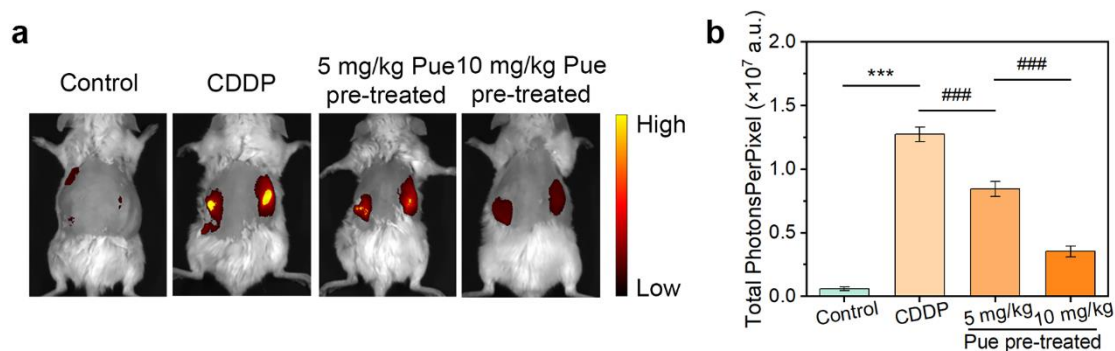 a
Control
CDDP
5 mg/kg Pue
pre-treated
10 mg/kg Pue
pre-treated
High
Low
b
Total PhotonsPerPixel (×10⁷ a.u.)
2.0
1.5
1.0
0.5
0.0
***
###
###
Control
CDDP
5 mg/kg
10 mg/kg
Pue pre-treated